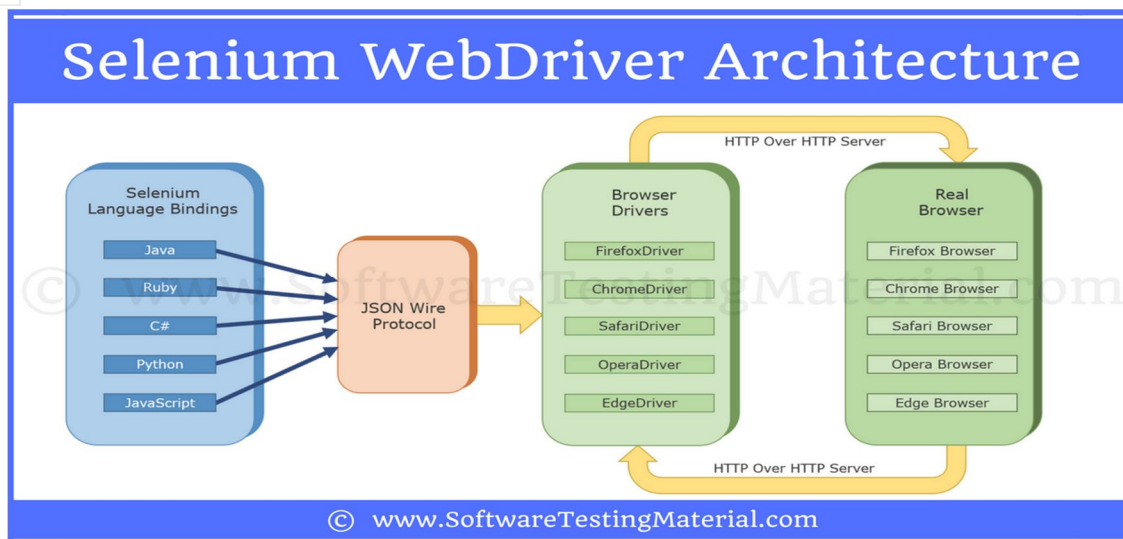 Selenium WebDriver Architecture
HTTP Over HTTP Server
Selenium
Language Bindings
Java
Ruby
C#
Python
JavaScript
JSON Wire
Protocol
Browser
Drivers
FirefoxDriver
ChromeDriver
SafariDriver
OperaDriver
EdgeDriver
Real
Browser
Firefox Browser
Chrome Browser
Safari Browser
Opera Browser
Edge Browser
© www.SoftwareTestingMaterial.com
HTTP Over HTTP Server
© www.SoftwareTestingMaterial.com